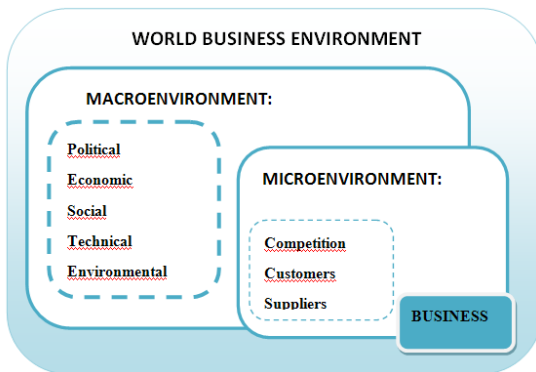 WORLD BUSINESS ENVIRONMENT
MACROENVIRONMENT:
Political
Economic
Social
Technical
Environmental
MICROENVIRONMENT:
Competition
Customers
Suppliers
BUSINESS